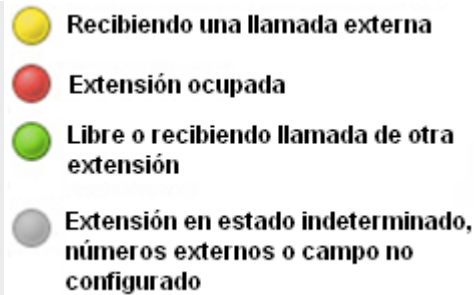 Recibiendo una llamada externa
Extensión ocupada
Libre o recibiendo llamada de otra
extensión
Extensión en estado indeterminado,
números externos o campo no
configurado